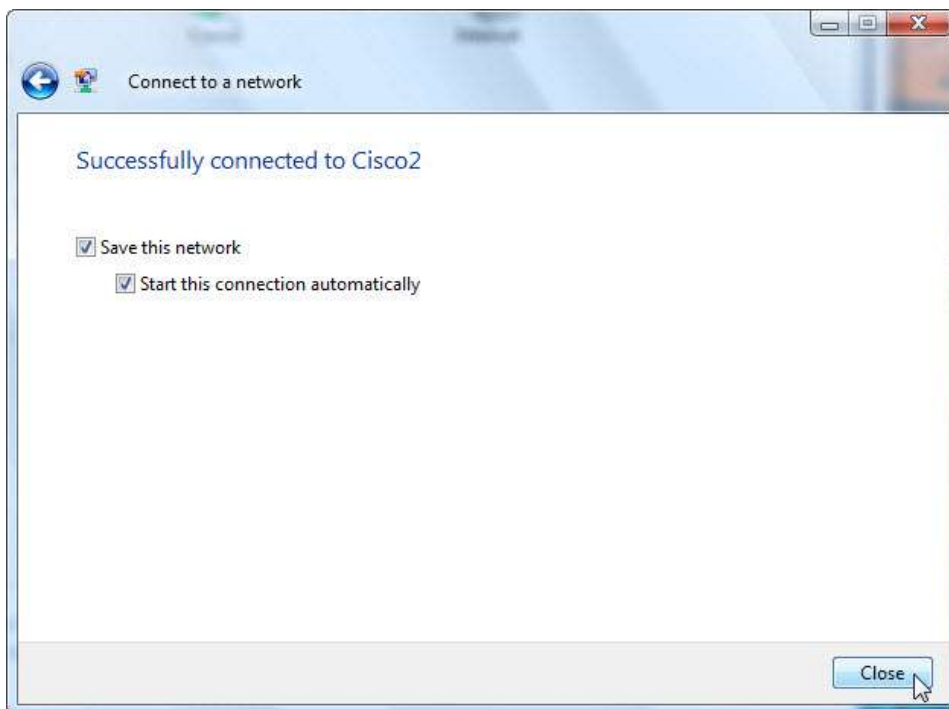 Connect to a network
Successfully connected to Cisco2
Save this network
Start this connection automatically
Close